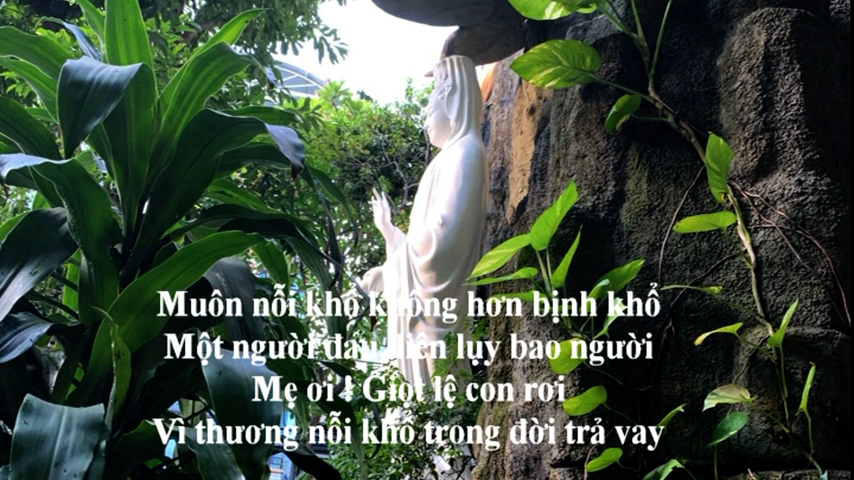 Muôn nỗi khổ không hơn bịnh khổ
Một người đau liên lụy bao người
Mẹ ơi ! Giọt lệ con rơi
Vì thương nỗi khổ trong đời trả vay